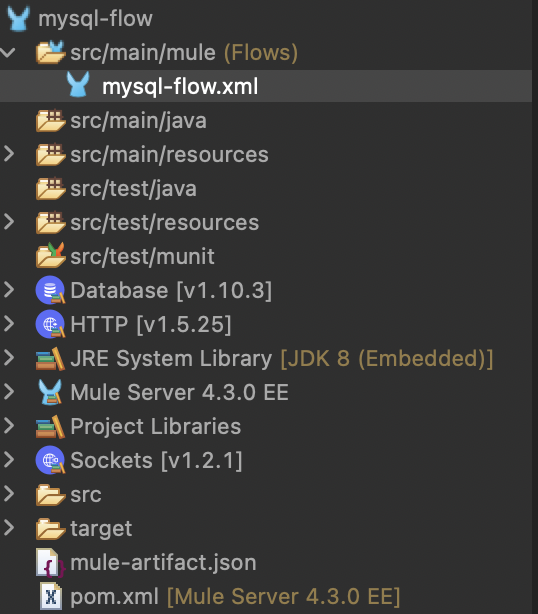 mysql-flow
src/main/mule (Flows)
mysql-flow.xml
src/main/java
src/main/resources
src/test/java
src/test/resources
src/test/munit
Database [v1.10.3]
HTTP [v1.5.25]
JRE System Library [JDK 8 (Embedded)]
Mule Server 4.3.0 EE
Project Libraries
Sockets [v1.2.1]
src
target
mule-artifact.json
pom.xml [Mule Server 4.3.0 EE]